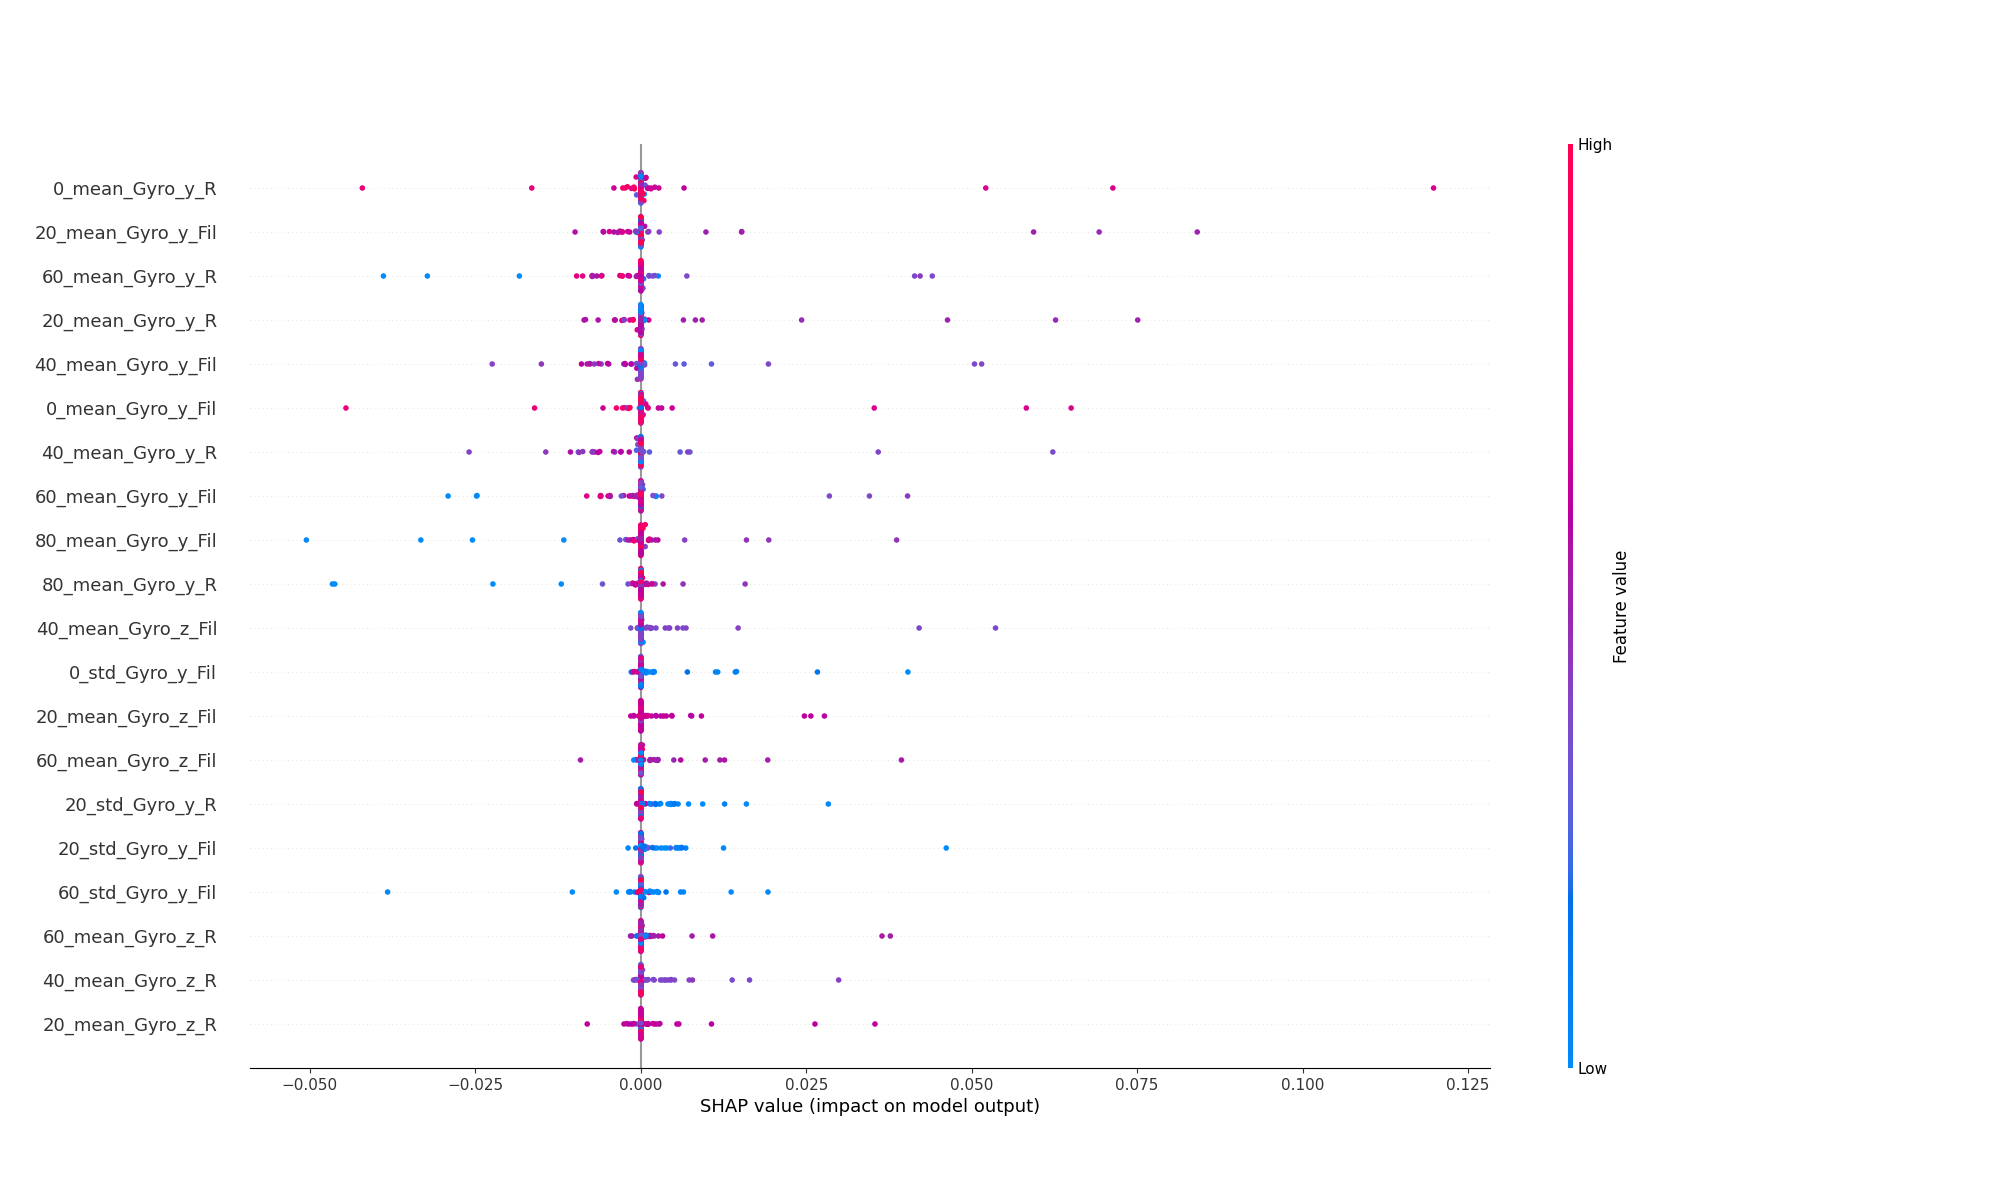 High
0_mean_Gyro_y_R
20_mean_Gyro_y_Fil
60_mean_Gyro_y_R
20_mean_Gyro_y_R
40_mean_Gyro_y_Fil
0_mean_Gyro_y_Fil
40_mean_Gyro_y_R
60_mean_Gyro_y_Fil
80_mean_Gyro_y_Fil
80_mean_Gyro_y_R
40_mean_Gyro_z_Fil
0_std_Gyro_y_Fil
20_mean_Gyro_z_Fil
60_mean_Gyro_z_Fil
20_std_Gyro_y_R
20_std_Gyro_y_Fil
60_std_Gyro_y_Fil
60_mean_Gyro_z_R
40_mean_Gyro_z_R
20_mean_Gyro_z_R
Feature value
Low
−0.050 −0.025 0.000 0.025 0.050 0.075 0.100 0.125
SHAP value (impact on model output)